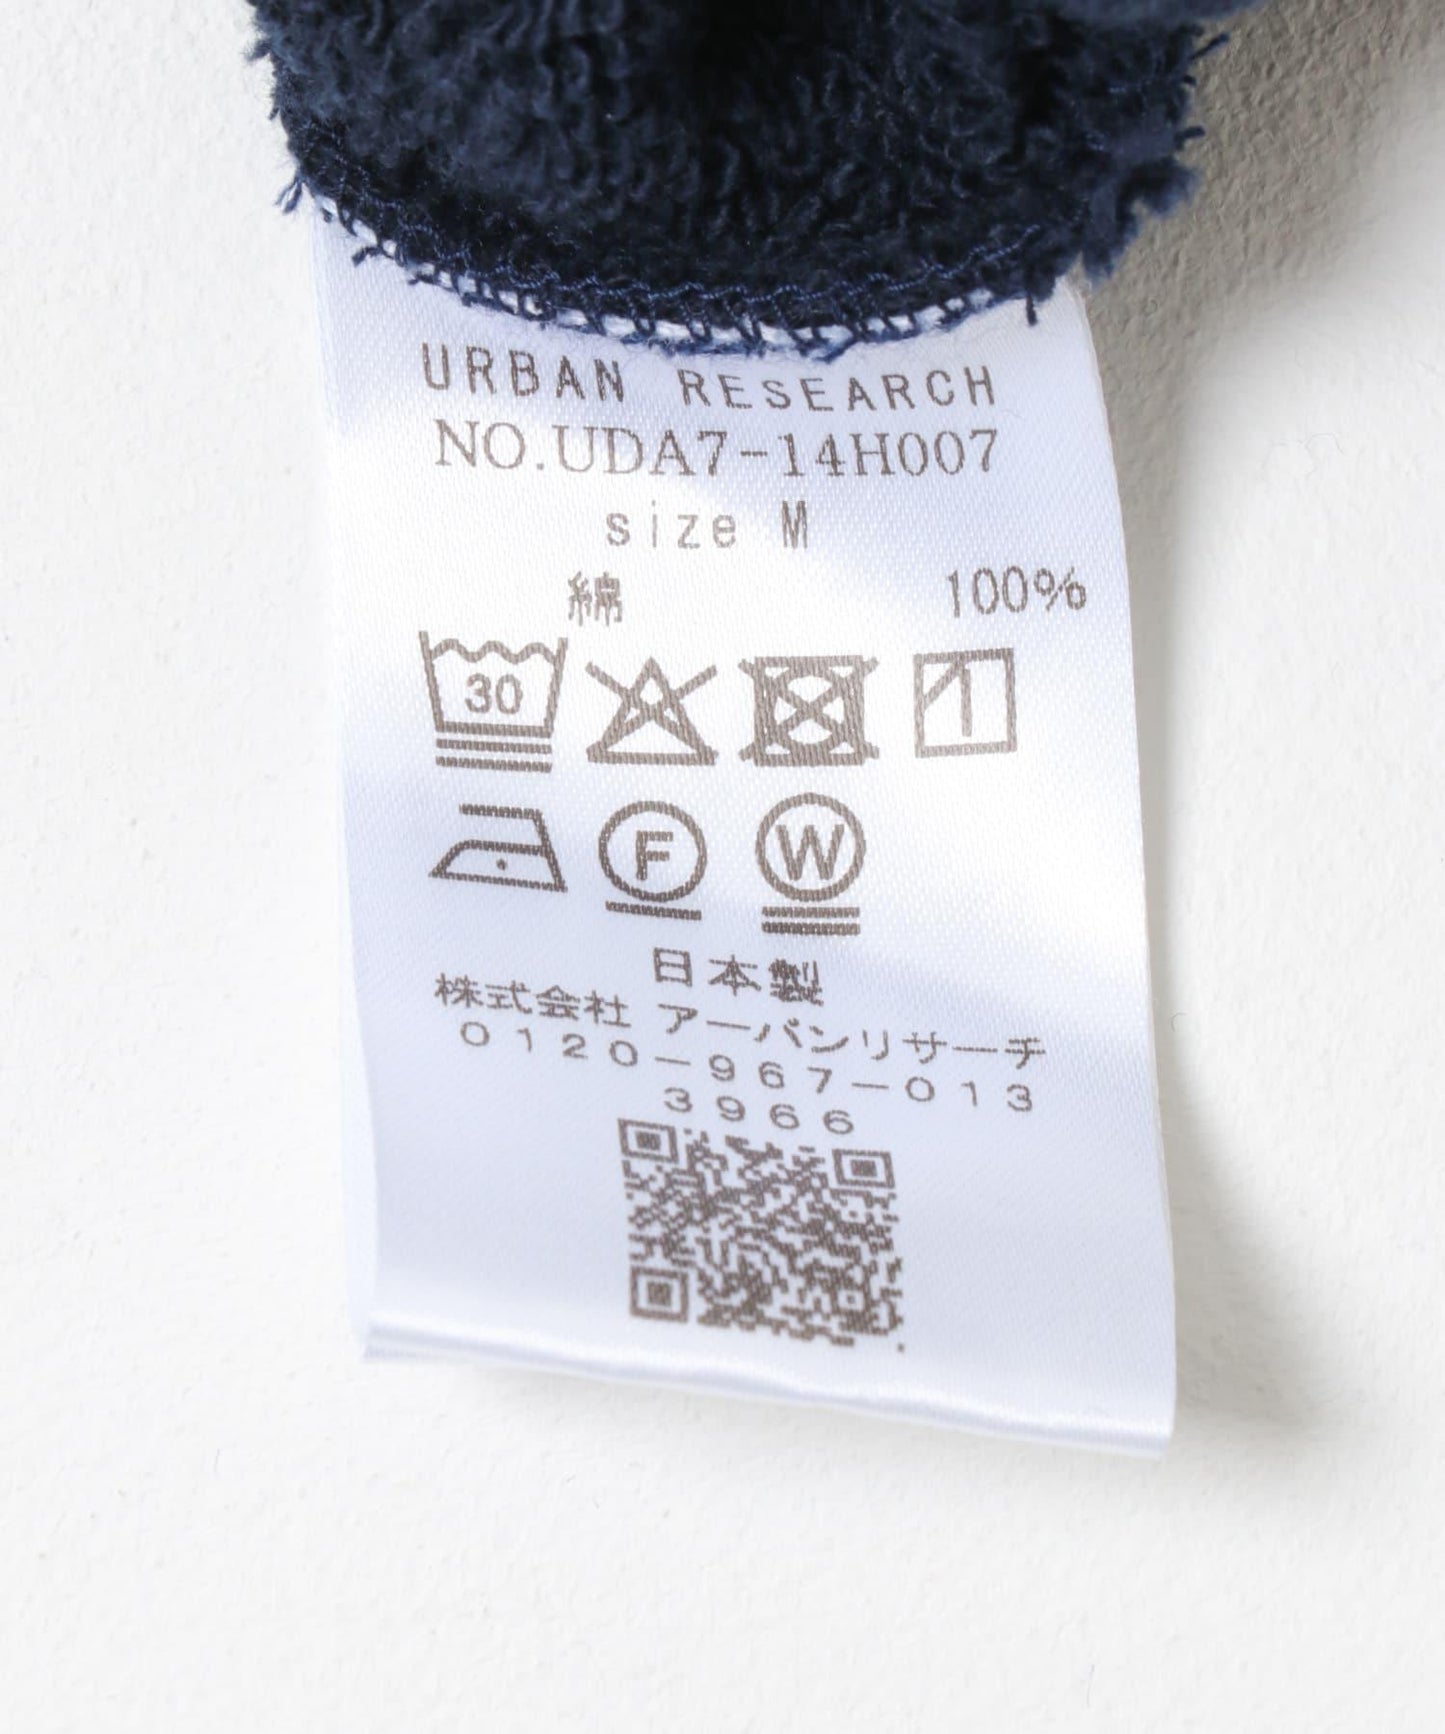 URBAN RESEARCH
NO.UDA7-14H007
size M
綿 100%
30
F W
日本製
株式会社 アーバンリサーチ
0120-967-013
3966